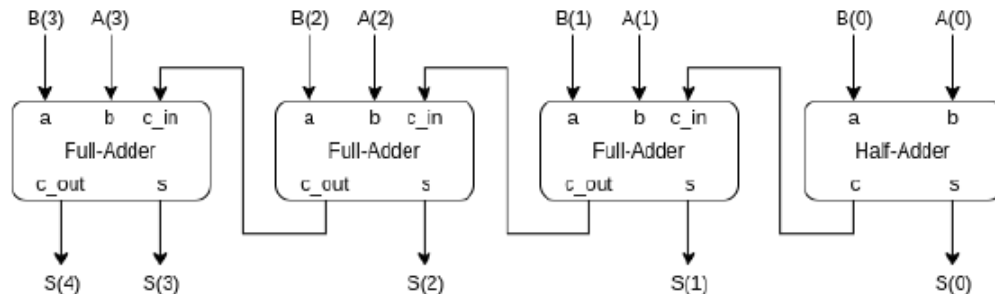 B(3) A(3) B(2) A(2) B(1) A(1) B(0) A(0)
a b c_in a b c_in a b c_in a b
Full-Adder Full-Adder Full-Adder Half-Adder
c_out s c_out s c_out s c s
S(4) S(3) S(2) S(1) S(0)